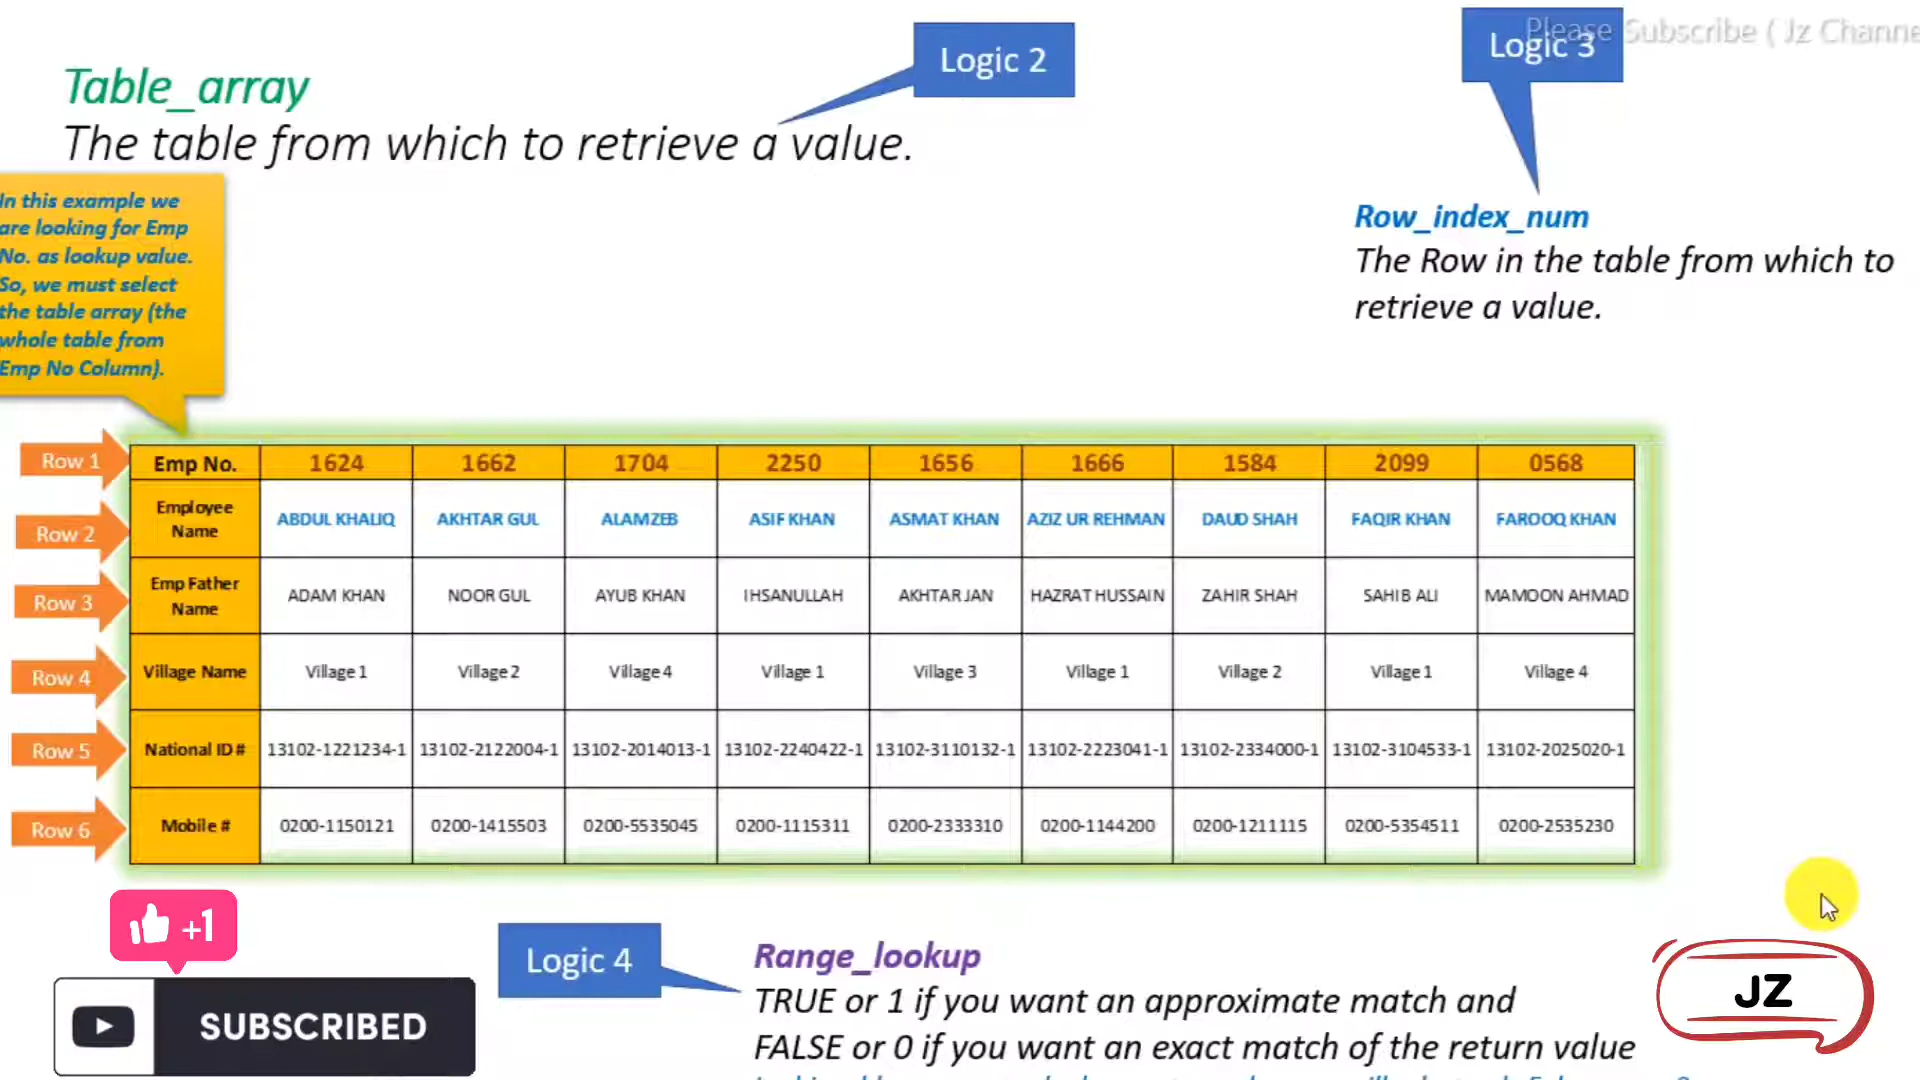 Please Subscribe ( Jz Channe
Logic 2
Logic 3
Table_array
The table from which to retrieve a value.
In this example we
are looking for Emp
No. as lookup value.
So, we must select
the table array (the
whole table from
Emp No Column).
Row_index_num
The Row in the table from which to
retrieve a value.
Row 1 Emp No. 1624 1662 1704 2250 1656 1666 1584 2099 0568
Row 2 Employee Name ABDUL KHALIQ AKHTAR GUL ALAMZEB ASIF KHAN ASMAT KHAN AZIZ UR REHMAN DAUD SHAH FAQIR KHAN FAROOQ KHAN
Row 3 Emp Father Name ADAM KHAN NOOR GUL AYUB KHAN IHSANULLAH AKHTAR JAN HAZRAT HUSSAIN ZAHIR SHAH SAHIB ALI MAMOON AHMAD
Row 4 Village Name Village 1 Village 2 Village 4 Village 1 Village 3 Village 1 Village 2 Village 1 Village 4
Row 5 National ID # 13102-1221234-1 13102-2122004-1 13102-2014013-1 13102-2240422-1 13102-3110132-1 13102-2223041-1 13102-2334000-1 13102-3104533-1 13102-2025020-1
Row 6 Mobile # 0200-1150121 0200-1415503 0200-5535045 0200-1115311 0200-2333310 0200-1144200 0200-1211115 0200-5354511 0200-2535230
+1
SUBSCRIBED
Logic 4
Range_lookup
TRUE or 1 if you want an approximate match and
FALSE or 0 if you want an exact match of the return value
JZ